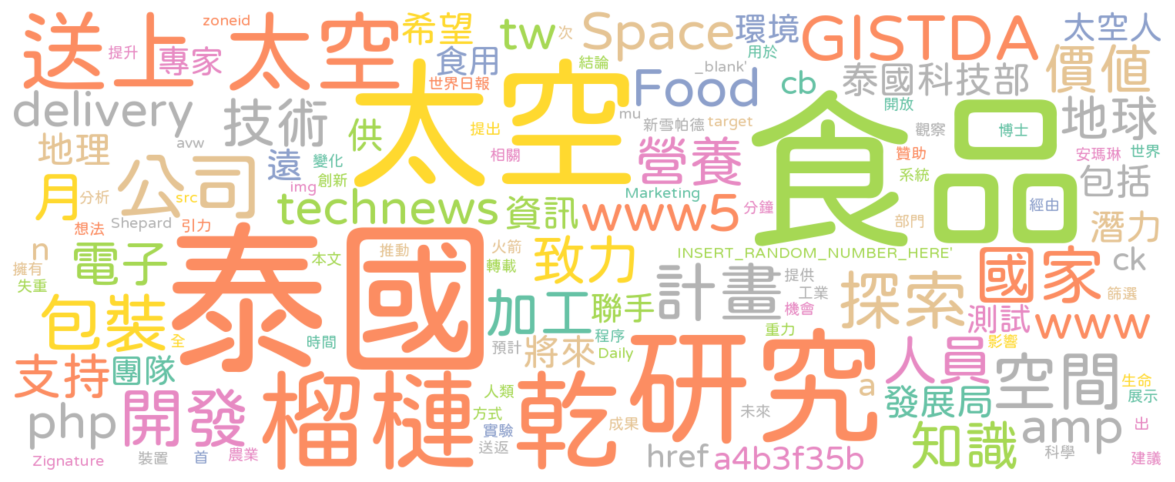 zoneid
送上
提升
專家
太空
希望
食用
世界日報
tw
次
結論
Space
_blank'
環境
用於
GISTDA
太空人
價值
delivery
avw
技術
供
太空
Food
mu
新雪帕德
target
cb
泰國科技部
開放
觀察
博士
地球
地理
月
分析
公司
src
遠
變化
創新
img
提出
相關
營養
食品
贊助
系統
安瑪琳
世界
包括
Shepard
想法
引力
technews
資訊
Marketing
www5
分鐘
部門
經由
潛力
n
擁有
失重
電子
泰國
推動
本文
火箭
轉載
致力
INSERT_RANDOM_NUMBER_HERE'
計畫
提供
工業
機會
探索
國家
ck
篩選
包裝
全
時間
加工
預計
聯手
程序
Daily
將來
重力
測試
影響
www
支持
團隊
榴槤
人類
方式
實驗
送返
乾
成果
研究
未來
a
人員
發展局
空間
生命
展示
php
開發
Zignature
裝置
首
農業
href
a4b3f35b
知識
amp
科學
出
建議